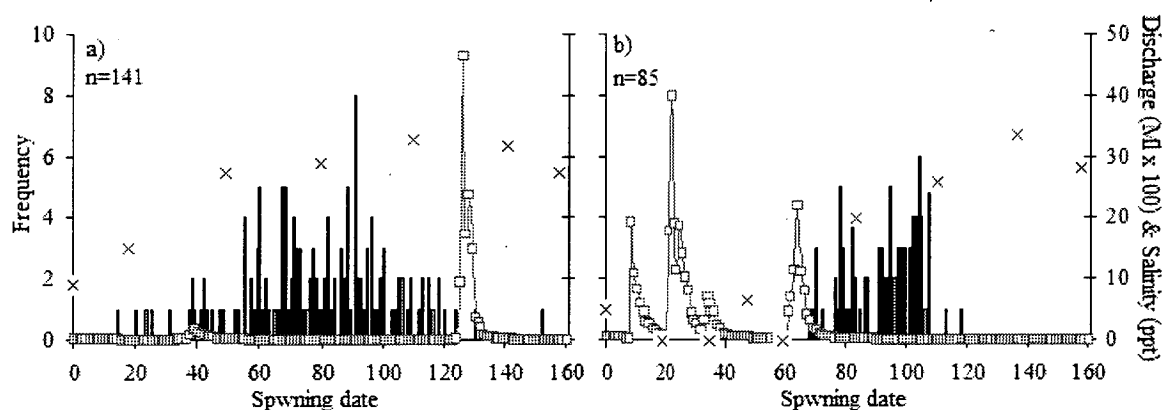 a)
n=141
b)
n=85
10
8
6
4
2
0
50
40
30
20
10
0
Frequency
Discharge (Ml x 100) & Salinity (ppt)
0 20 40 60 80 100 120 140 160
0 20 40 60 80 100 120 140 160
Spwning date
Spwning date